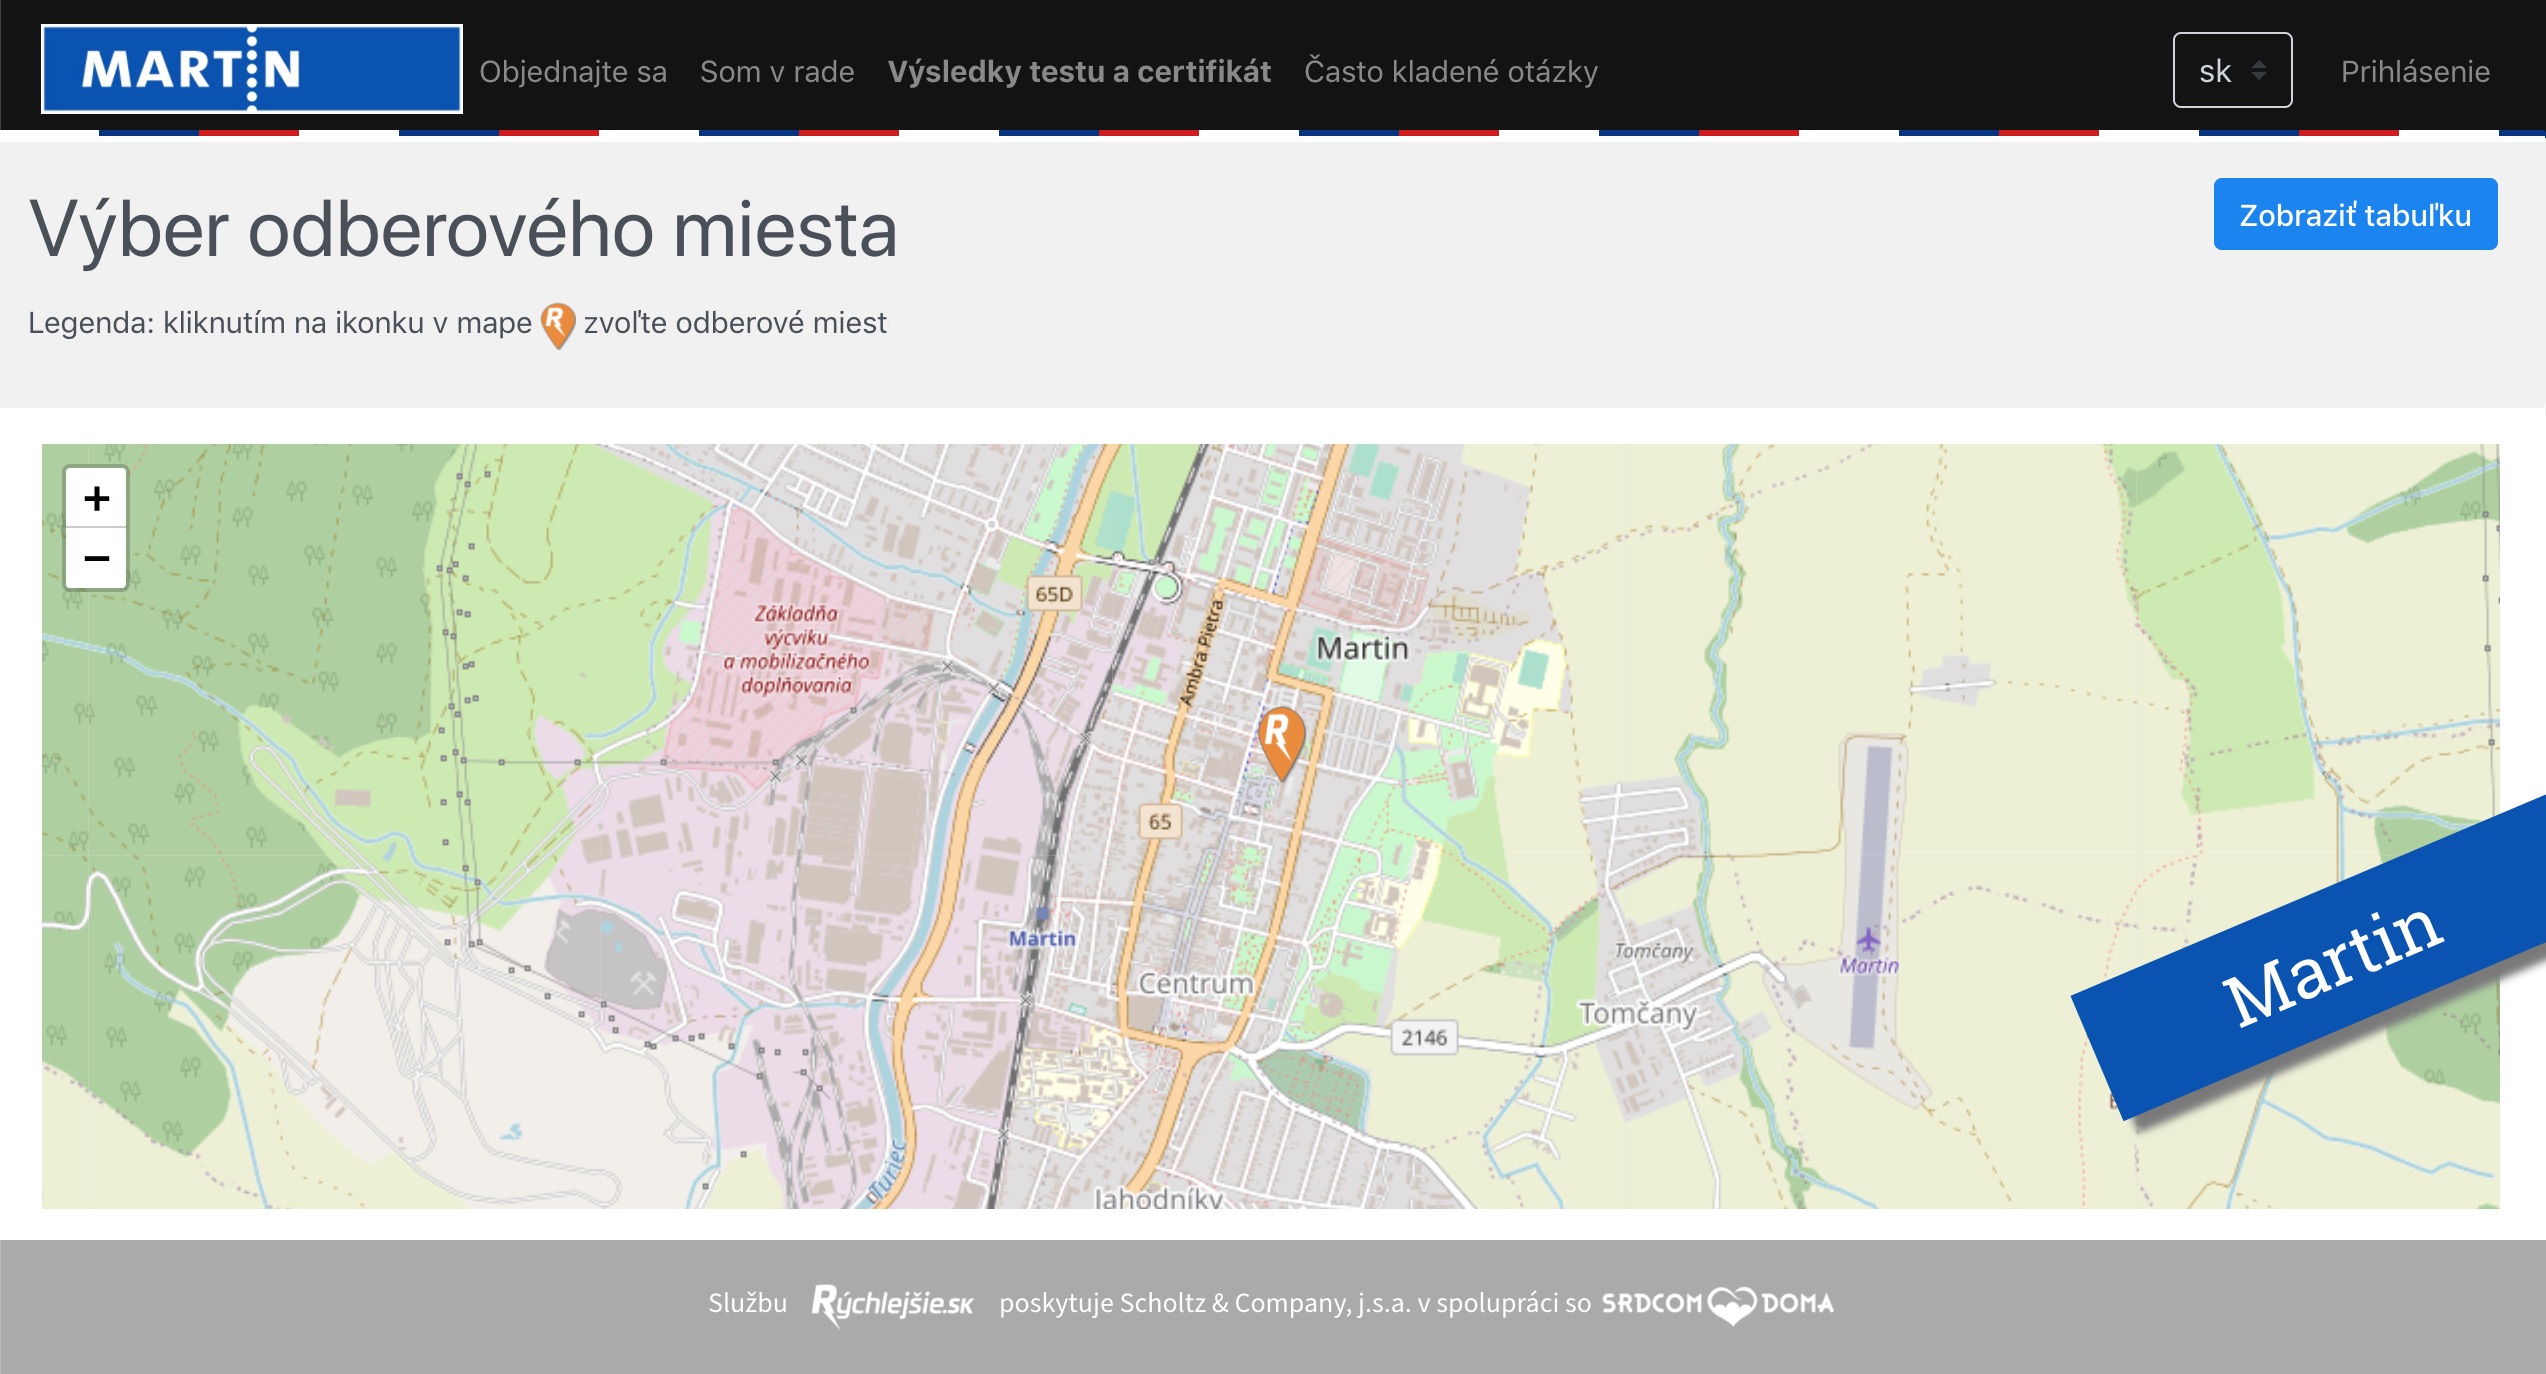 MARTIN Objednajte sa Som v rade Výsledky testu a certifikát Často kladené otázky sk Prihlásenie
Výber odberového miesta
Zobraziť tabuľku
Legenda: kliknutím na ikonku v mape R zvoľte odberové miest
+
−
65D
Základňa
výcviku
a mobilizačného
doplňovania
Ambra Pietra
Martin
R
65
Martin
Centrum
Tomčany
Tomčany
Martin
2146
Turiec
Jahodníky
Martin
Službu Rýchlejšie.sk poskytuje Scholtz & Company, j.s.a. v spolupráci so SRDCOM DOMA